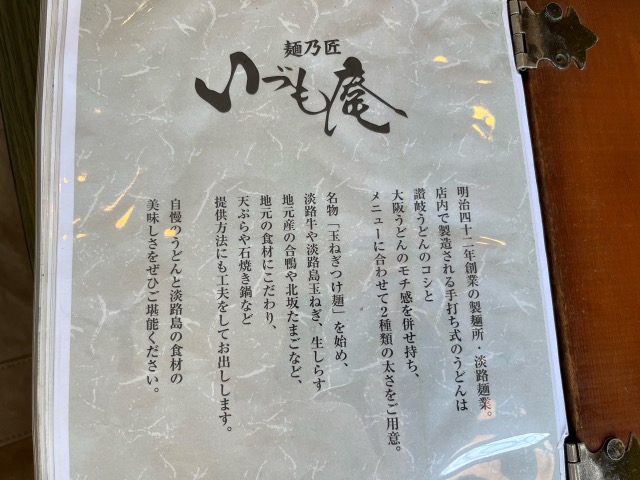 麺乃匠
いづも庵
明治四十二年創業の製麺所・淡路麺業。
店内で製造される手打ち式のうどんは
讃岐うどんのコシと
大阪うどんのモチ感を併せ持ち、
メニューに合わせて2種類の太さをご用意。
名物「玉ねぎつけ麺」を始め、
淡路牛や淡路島玉ねぎ、生しらす
地元産の合鴨や北坂たまごなど、
地元の食材にこだわり、
天ぷらや石焼き鍋など
提供方法にも工夫をしてお出しします。
自慢のうどんと淡路島の食材の
美味しさをぜひご堪能ください。